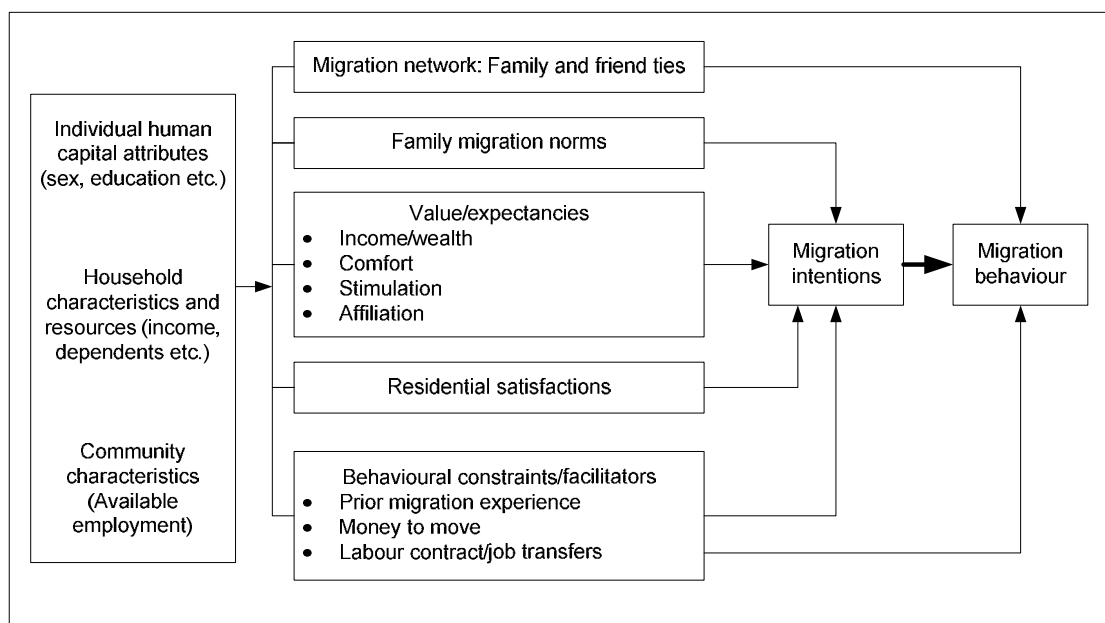 Individual human
capital attributes
(sex, education etc.)
Household
characteristics and
resources (income,
dependents etc.)
Community
characteristics
(Available
employment)
Migration network: Family and friend ties
Family migration norms
Value/expectancies
• Income/wealth
• Comfort
• Stimulation
• Affiliation
Residential satisfactions
Behavioural constraints/facilitators
• Prior migration experience
• Money to move
• Labour contract/job transfers
Migration
intentions
Migration
behaviour